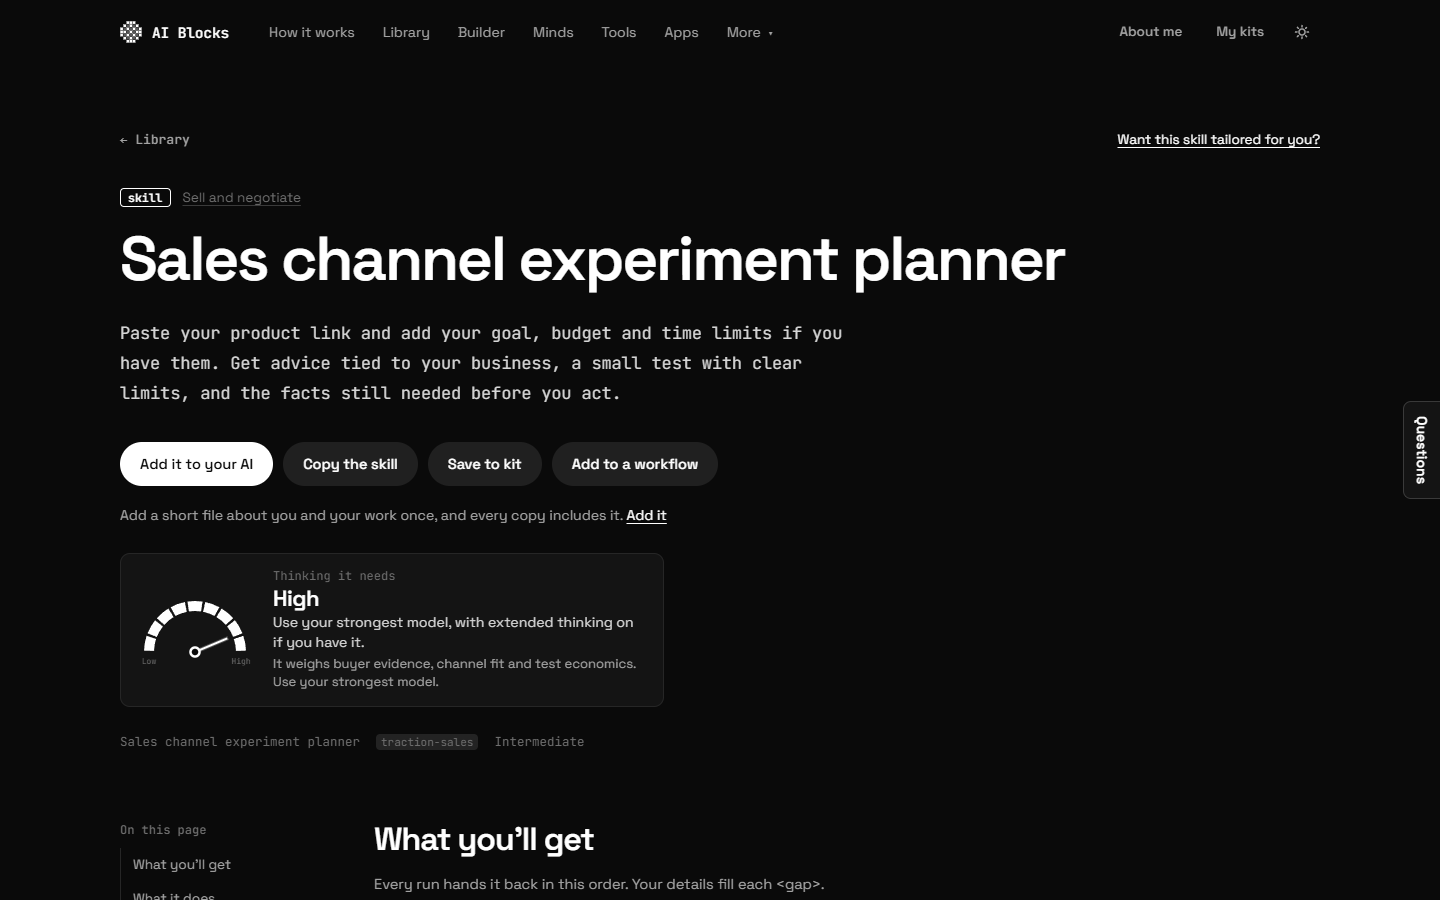 AI Blocks
How it works
Library
Builder
Minds
Tools
Apps
More ▾
About me
My kits
← Library
Want this skill tailored for you?
skill
Sell and negotiate
Sales channel experiment planner
Paste your product link and add your goal, budget and time limits if you
have them. Get advice tied to your business, a small test with clear
limits, and the facts still needed before you act.
Add it to your AI
Copy the skill
Save to kit
Add to a workflow
Add a short file about you and your work once, and every copy includes it. Add it
Thinking it needs
High
Use your strongest model, with extended thinking on
if you have it.
It weighs buyer evidence, channel fit and test economics.
Use your strongest model.
Low
High
Sales channel experiment planner
traction-sales
Intermediate
Questions
On this page
What you'll get
What it does
What you’ll get
Every run hands it back in this order. Your details fill each <gap>.